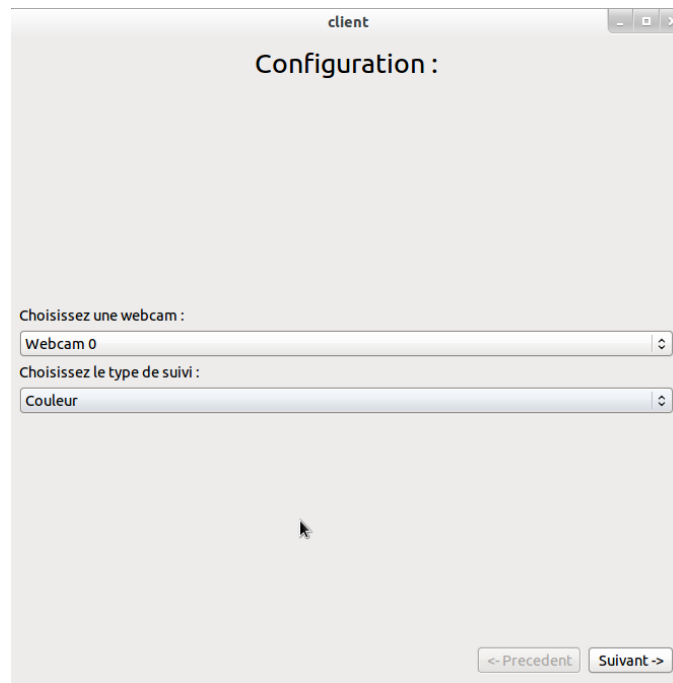 client
Configuration :
Choisissez une webcam :
Webcam 0
Choisissez le type de suivi :
Couleur
<- Precedent Suivant ->